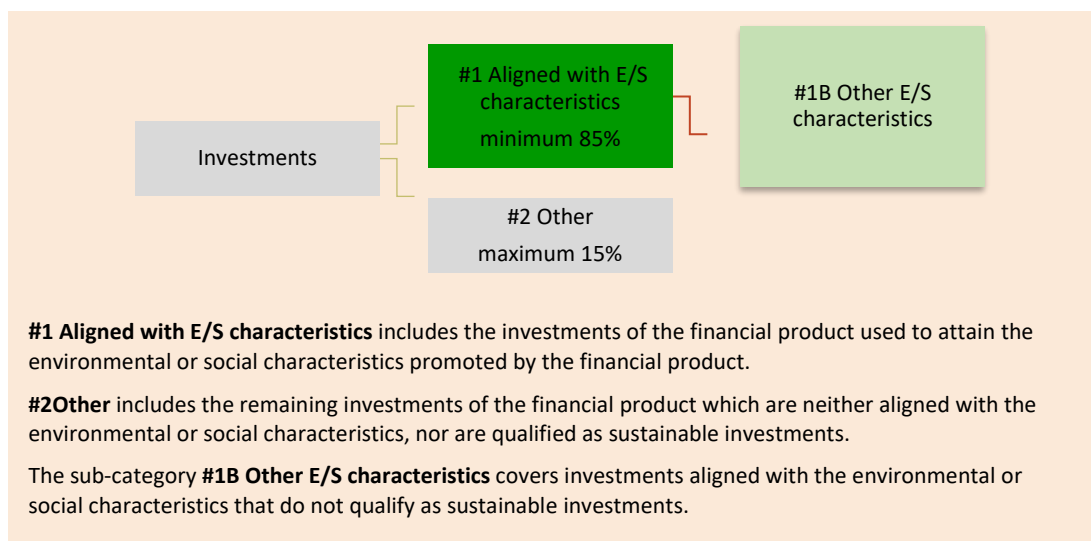 #1 Aligned with E/S
characteristics
minimum 85%
#1B Other E/S
characteristics
Investments
#2 Other
maximum 15%
#1 Aligned with E/S characteristics includes the investments of the financial product used to attain the
environmental or social characteristics promoted by the financial product.
#2Other includes the remaining investments of the financial product which are neither aligned with the
environmental or social characteristics, nor are qualified as sustainable investments.
The sub-category #1B Other E/S characteristics covers investments aligned with the environmental or
social characteristics that do not qualify as sustainable investments.